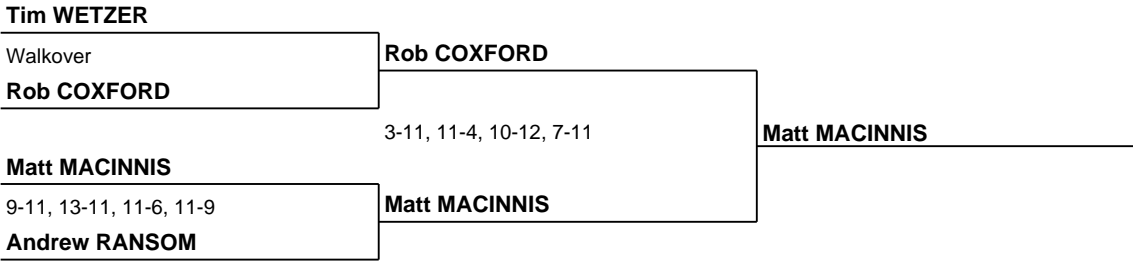 Tim WETZER
Walkover
Rob COXFORD
Rob COXFORD
3-11, 11-4, 10-12, 7-11
Matt MACINNIS
Matt MACINNIS
9-11, 13-11, 11-6, 11-9
Matt MACINNIS
Andrew RANSOM